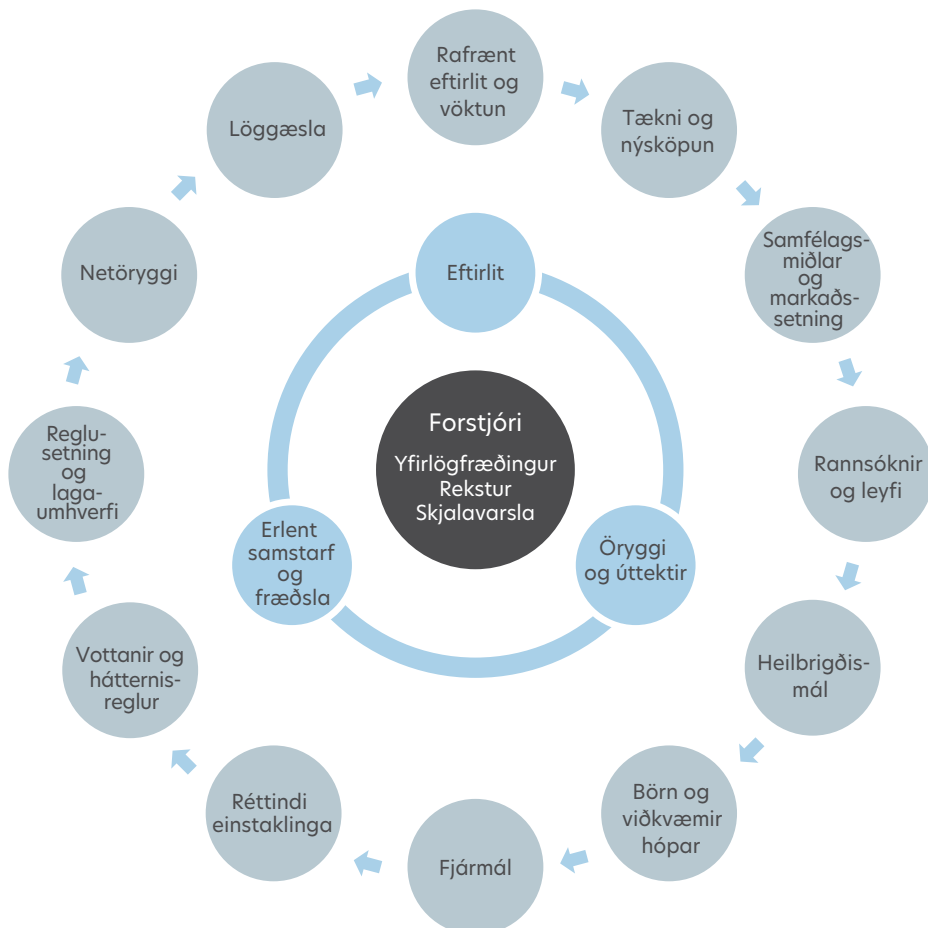 Rafrænt
eftirlit og
vöktun
Tækni og
nýsköpun
Samfélags-
miðlar
og
markaðs-
setning
Rannsóknir
og leyfi
Heilbrigðis-
mál
Börn og
viðkvæmir
hópar
Fjármál
Réttindi
einstaklinga
Vottanir og
hátternis-
reglur
Reglu-
setning
og
laga-
umhverfi
Netöryggi
Löggæsla
Eftirlit
Öryggi
og úttektir
Erlent
samstarf
og
fræðsla
Forstjóri
Yfirlögfræðingur
Rekstur
Skjalavarsla